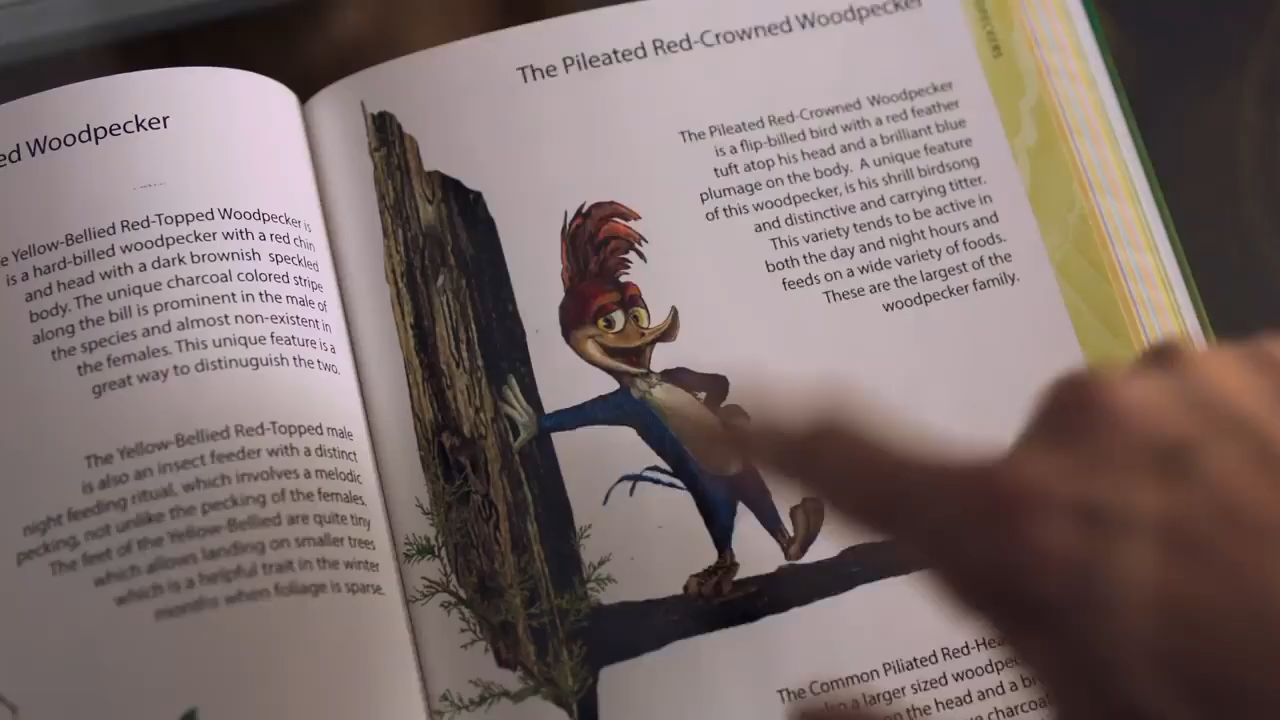 ed Woodpecker
e Yellow-Bellied Red-Topped Woodpecker is
is a hard-billed woodpecker with a red chin
and head with a dark brownish speckled
body. The unique charcoal colored stripe
along the bill is prominent in the male of
the species and almost non-existent in
the females. This unique feature is a
great way to distinuguish the two.
The Yellow-Bellied Red-Topped male
is also an insect feeder with a distinct
night feeding ritual, which involves a melodic
pecking, not unlike the pecking of the females.
The feet of the Yellow-Bellied are quite tiny
which allows landing on smaller trees
which is a helpful trait in the winter
months when foliage is sparse.
The Pileated Red-Crowned Woodpecker
The Pileated Red-Crowned Woodpecker
is a flip-billed bird with a red feather
tuft atop his head and a brilliant blue
plumage on the body. A unique feature
of this woodpecker, is his shrill birdsong
and distinctive and carrying titter.
This variety tends to be active in
both the day and night hours and
feeds on a wide variety of foods.
These are the largest of the
woodpecker family.
The Common Piliated Red-Hea
also a larger sized woodpec
on the head and a b
charcoal